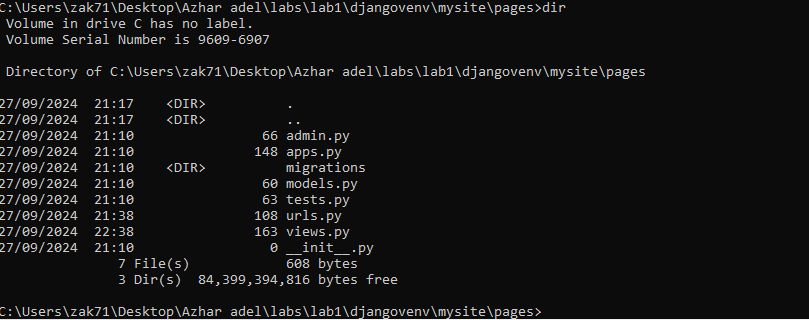 C:\Users\zak71\Desktop\Azhar adel\labs\lab1\djangovenv\mysite\pages>dir
 Volume in drive C has no label.
 Volume Serial Number is 9609-6907

 Directory of C:\Users\zak71\Desktop\Azhar adel\labs\lab1\djangovenv\mysite\pages

27/09/2024  21:17    <DIR>          .
27/09/2024  21:17    <DIR>          ..
27/09/2024  21:10                66 admin.py
27/09/2024  21:10               148 apps.py
27/09/2024  21:10    <DIR>          migrations
27/09/2024  21:10                60 models.py
27/09/2024  21:10                63 tests.py
27/09/2024  21:38               108 urls.py
27/09/2024  22:38               163 views.py
27/09/2024  21:10                 0 __init__.py
               7 File(s)            608 bytes
               3 Dir(s)  84,399,394,816 bytes free

C:\Users\zak71\Desktop\Azhar adel\labs\lab1\djangovenv\mysite\pages>